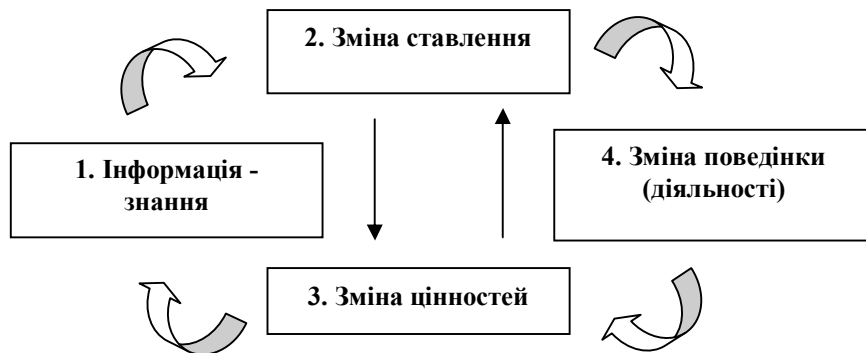 2. Зміна ставлення
1. Інформація -
знання
4. Зміна поведінки
(діяльності)
3. Зміна цінностей